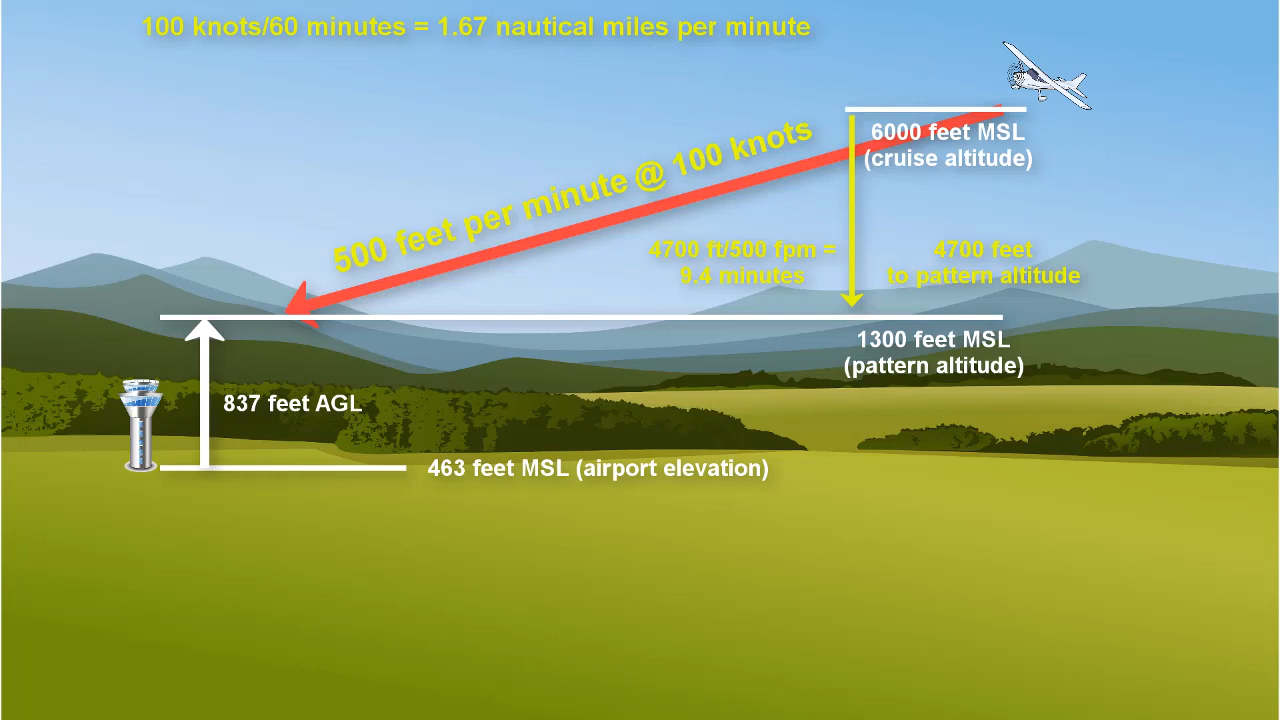 100 knots/60 minutes = 1.67 nautical miles per minute
500 feet per minute @ 100 knots
6000 feet MSL
(cruise altitude)
4700 ft/500 fpm =
9.4 minutes
4700 feet
to pattern altitude
1300 feet MSL
(pattern altitude)
837 feet AGL
463 feet MSL (airport elevation)